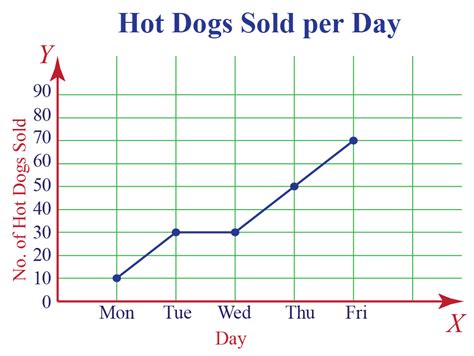 Hot Dogs Sold per Day
Y
No. of Hot Dogs Sold
90
80
70
60
50
40
30
20
10
0
Mon Tue Wed Thu Fri
X
Day